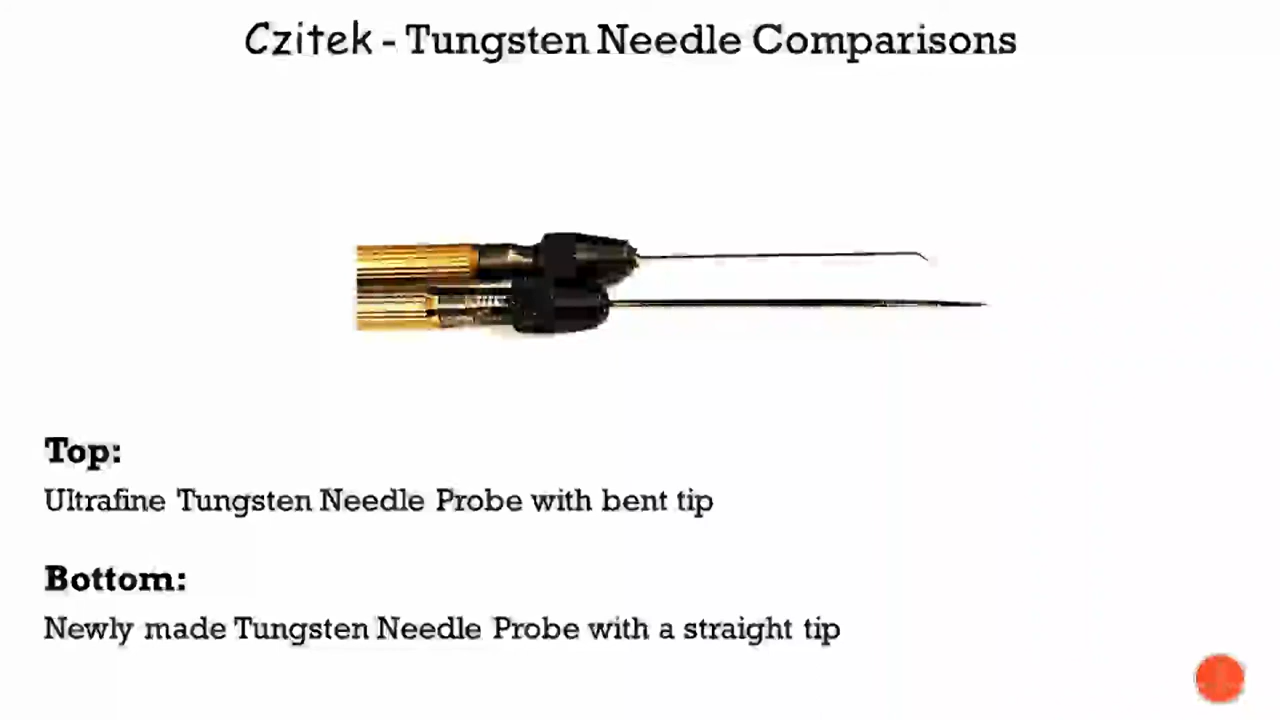 Czitek - Tungsten Needle Comparisons
Top:
Ultrafine Tungsten Needle Probe with bent tip
Bottom:
Newly made Tungsten Needle Probe with a straight tip